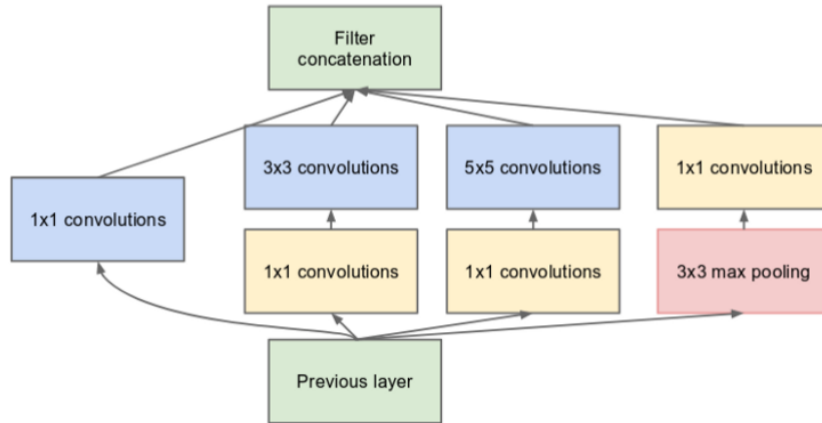 Filter
concatenation
3x3 convolutions
5x5 convolutions
1x1 convolutions
1x1 convolutions
1x1 convolutions
1x1 convolutions
3x3 max pooling
Previous layer